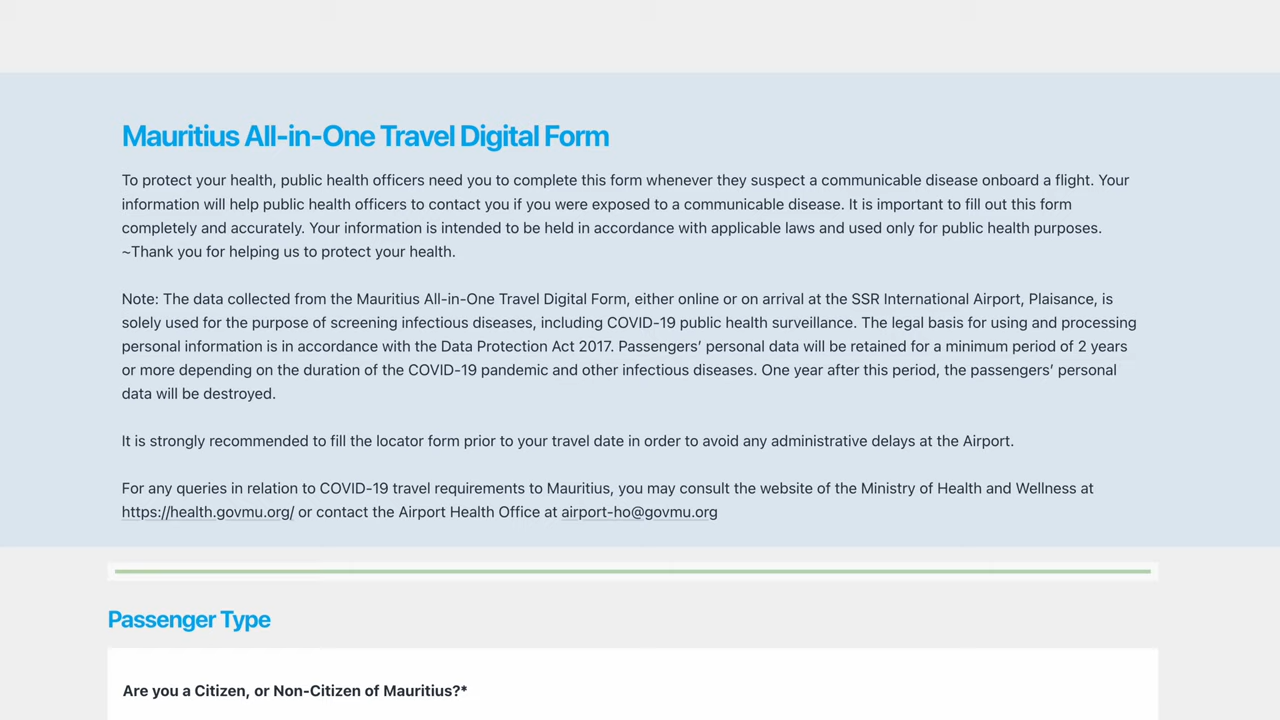 Mauritius All-in-One Travel Digital Form
To protect your health, public health officers need you to complete this form whenever they suspect a communicable disease onboard a flight. Your
information will help public health officers to contact you if you were exposed to a communicable disease. It is important to fill out this form
completely and accurately. Your information is intended to be held in accordance with applicable laws and used only for public health purposes.
~Thank you for helping us to protect your health.
Note: The data collected from the Mauritius All-in-One Travel Digital Form, either online or on arrival at the SSR International Airport, Plaisance, is
solely used for the purpose of screening infectious diseases, including COVID-19 public health surveillance. The legal basis for using and processing
personal information is in accordance with the Data Protection Act 2017. Passengers’ personal data will be retained for a minimum period of 2 years
or more depending on the duration of the COVID-19 pandemic and other infectious diseases. One year after this period, the passengers’ personal
data will be destroyed.
It is strongly recommended to fill the locator form prior to your travel date in order to avoid any administrative delays at the Airport.
For any queries in relation to COVID-19 travel requirements to Mauritius, you may consult the website of the Ministry of Health and Wellness at
https://health.govmu.org/ or contact the Airport Health Office at airport-ho@govmu.org
Passenger Type
Are you a Citizen, or Non-Citizen of Mauritius?*